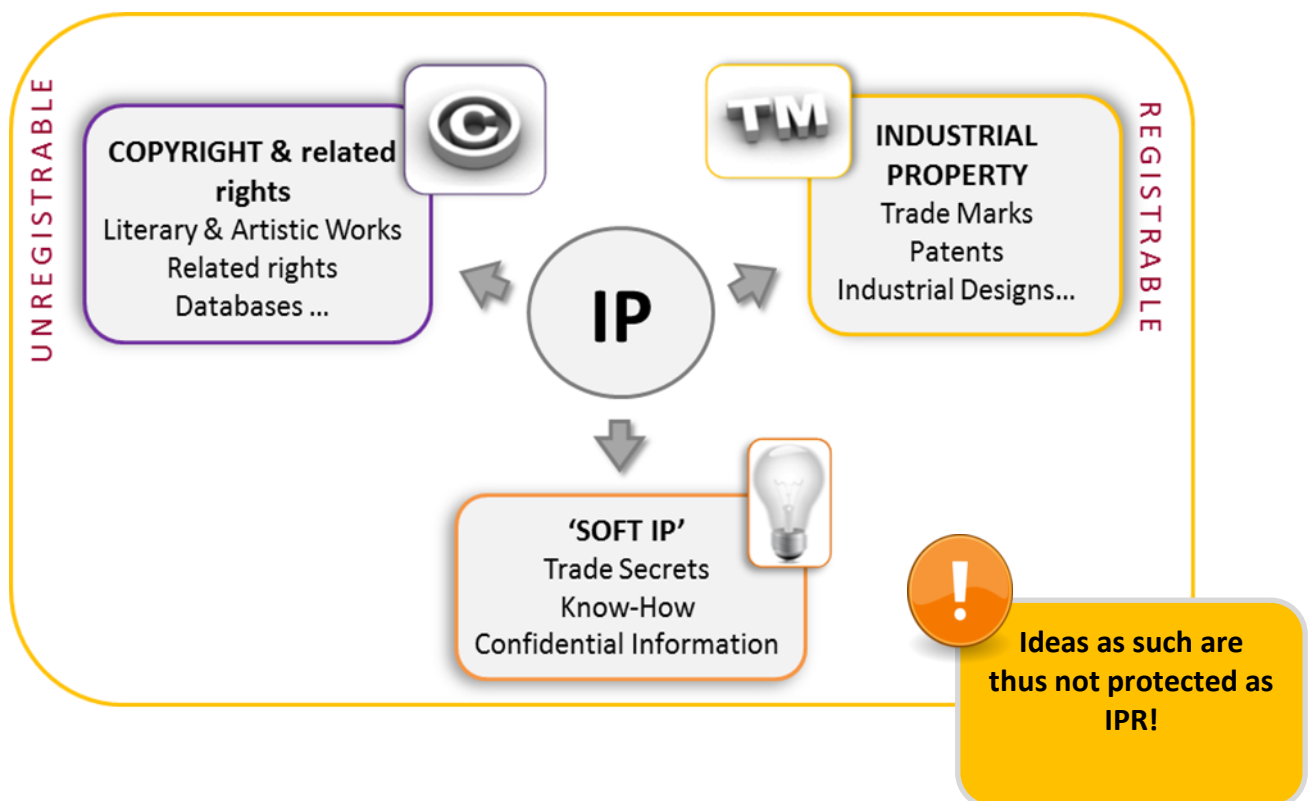 UNREGISTRABLE
COPYRIGHT & related
rights
Literary & Artistic Works
Related rights
Databases ...
©
TM
INDUSTRIAL
PROPERTY
Trade Marks
Patents
Industrial Designs...
REGISTRABLE
IP
‘SOFT IP’
Trade Secrets
Know-How
Confidential Information
!
Ideas as such are
thus not protected as
IPR!